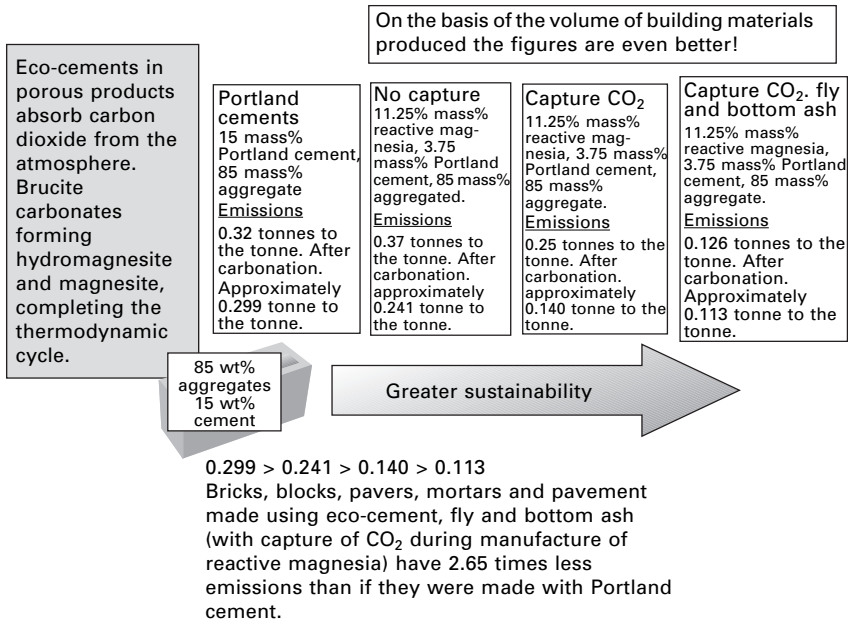 On the basis of the volume of building materials
produced the figures are even better!
Eco-cements in
porous products
absorb carbon
dioxide from the
atmosphere.
Brucite
carbonates
forming
hydromagnesite
and magnesite,
completing the
thermodynamic
cycle.
Portland
cements
15 mass%
Portland cement,
85 mass%
aggregate
Emissions
0.32 tonnes to
the tonne. After
carbonation.
Approximately
0.299 tonne to
the tonne.
No capture
11.25% mass%
reactive mag-
nesia, 3.75
mass% Portland
cement, 85 mass%
aggregated.
Emissions
0.37 tonnes to
the tonne. After
carbonation.
approximately
0.241 tonne to
the tonne.
Capture CO₂
11.25% mass%
reactive mag-
nesia, 3.75 mass%
Portland cement,
85 mass%
aggregate.
Emissions
0.25 tonnes to the
tonne. After
carbonation.
approximately
0.140 tonne to the
tonne.
Capture CO₂. fly
and bottom ash
11.25% mass%
reactive magnesia,
3.75 mass% Portland
cement, 85 mass%
aggregate.
Emissions
0.126 tonnes to the
tonne. After
carbonation.
Approximately
0.113 tonne to the
tonne.
85 wt%
aggregates
15 wt%
cement
Greater sustainability
0.299 > 0.241 > 0.140 > 0.113
Bricks, blocks, pavers, mortars and pavement
made using eco-cement, fly and bottom ash
(with capture of CO₂ during manufacture of
reactive magnesia) have 2.65 times less
emissions than if they were made with Portland
cement.